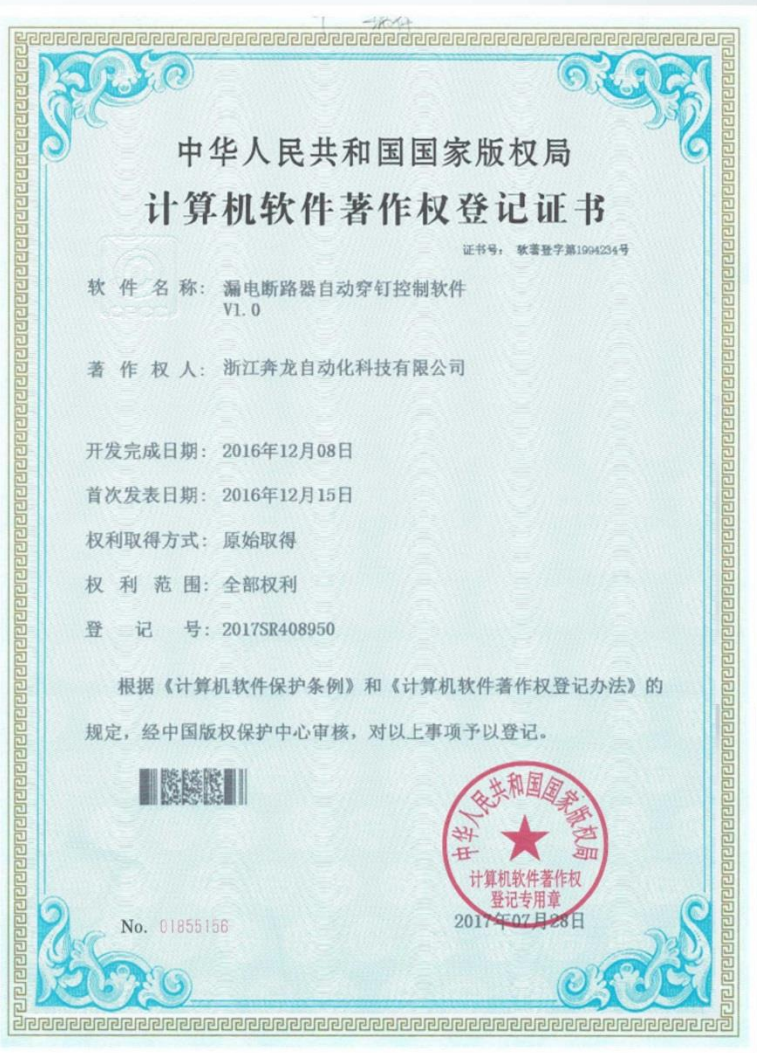 中华人民共和国国家版权局
计算机软件著作权登记证书
证书号: 软著登字第1994234号
软件名称: 漏电断路器自动穿钉控制软件
V1.0
著作权人: 浙江奔龙自动化科技有限公司
开发完成日期: 2016年12月08日
首次发表日期: 2016年12月15日
权利取得方式: 原始取得
权利范围: 全部权利
登记号: 2017SR408950
根据《计算机软件保护条例》和《计算机软件著作权登记办法》的
规定,经中国版权保护中心审核,对以上事项予以登记。
中华人民共和国国家版权局
计算机软件著作权
登记专用章
No. 01855156
2017年07月28日